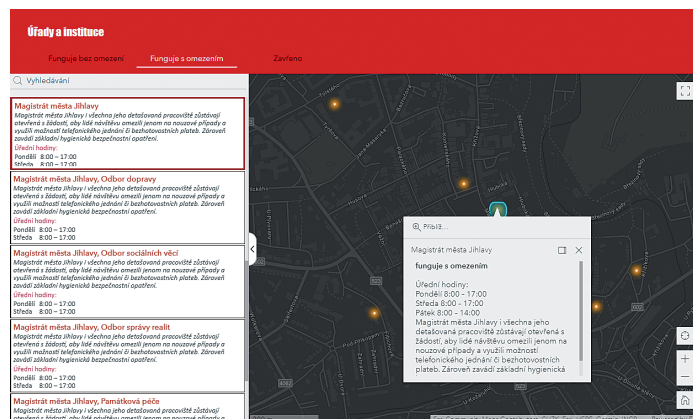 Úřady a instituce
Funguje bez omezení
Funguje s omezením
Zavřeno
Vyhledávání
Magistrát města Jihlavy
Magistrát města Jihlavy i všechna jeho detašovaná pracoviště zůstávají
otevřená s žádostí, aby lidé návštěvu omezili jenom na nouzové případy a
využili možností telefonického jednání či bezhotovostních plateb. Zároveň
zavádí základní hygienická bezpečnostní opatření.
Úřední hodiny:
Pondělí 8:00 – 17:00
Středa 8:00 – 17:00
Magistrát města Jihlavy, Odbor dopravy
Magistrát města Jihlavy i všechna jeho detašovaná pracoviště zůstávají
otevřená s žádostí, aby lidé návštěvu omezili jenom na nouzové případy a
využili možností telefonického jednání či bezhotovostních plateb. Zároveň
zavádí základní hygienická bezpečnostní opatření.
Úřední hodiny:
Pondělí 8:00 – 17:00
Středa 8:00 – 17:00
Magistrát města Jihlavy, Odbor sociálních věcí
Magistrát města Jihlavy i všechna jeho detašovaná pracoviště zůstávají
otevřená s žádostí, aby lidé návštěvu omezili jenom na nouzové případy a
využili možností telefonického jednání či bezhotovostních plateb. Zároveň
zavádí základní hygienická bezpečnostní opatření.
Úřední hodiny:
Pondělí 8:00 – 17:00
Středa 8:00 – 17:00
Magistrát města Jihlavy, Odbor správy realit
Magistrát města Jihlavy i všechna jeho detašovaná pracoviště zůstávají
otevřená s žádostí, aby lidé návštěvu omezili jenom na nouzové případy a
využili možností telefonického jednání či bezhotovostních plateb. Zároveň
zavádí základní hygienická bezpečnostní opatření.
Úřední hodiny:
Pondělí 8:00 – 17:00
Středa 8:00 – 17:00
Magistrát města Jihlavy, Památková péče
Magistrát města Jihlavy i všechna jeho detašovaná pracoviště zůstávají
Přibliž...
Magistrát města Jihlavy
funguje s omezením
Úřední hodiny:
Pondělí 8:00 - 17:00
Středa 8:00 - 17:00
Pátek 8:00 - 14:00
Magistrát města Jihlavy i všechna jeho
detašovaná pracoviště zůstávají otevřená s
žádostí, aby lidé návštěvu omezili jenom na
nouzové případy a využili možností
telefonického jednání či bezhotovostních
plateb. Zároveň zavádí základní hygienická
523
602
4062